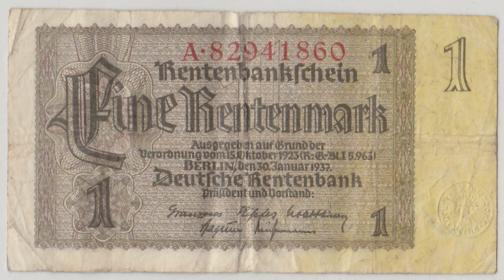 A·82941860
Rentenbankschein 1 1
Eine Rentenmark
Ausgegeben auf Grund der
Verordnung vom 15. Oktober 1923 (R.G.Bl.I S.963)
BERLIN, den 30. Januar 1937.
Deutsche Rentenbank
Präsident und Vorstand:
1 1